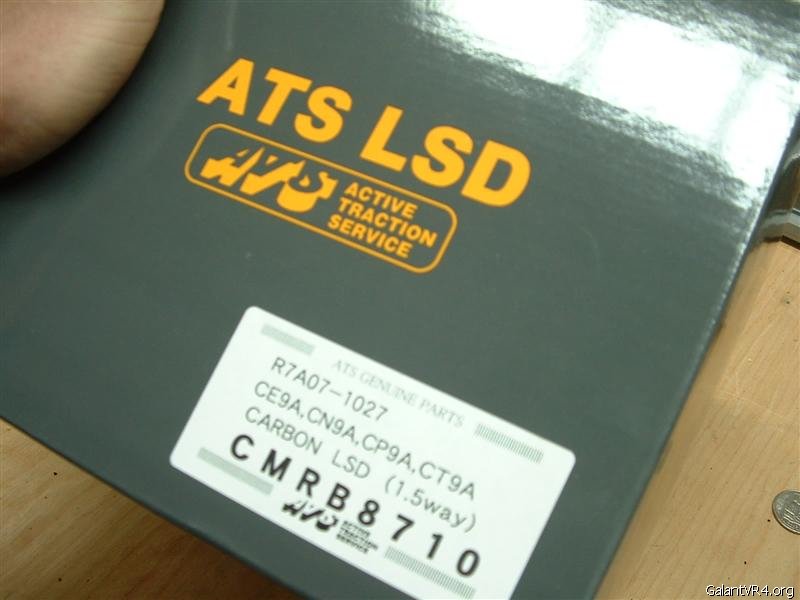 ATS LSD
ATS
ACTIVE
TRACTION
SERVICE
ATS GENUINE PARTS
R7A07-1027
CE9A,CN9A,CP9A,CT9A
CARBON LSD (1.5way)
CMRB8710
ATS
ACTIVE
TRACTION
SERVICE
GalantVR4.org